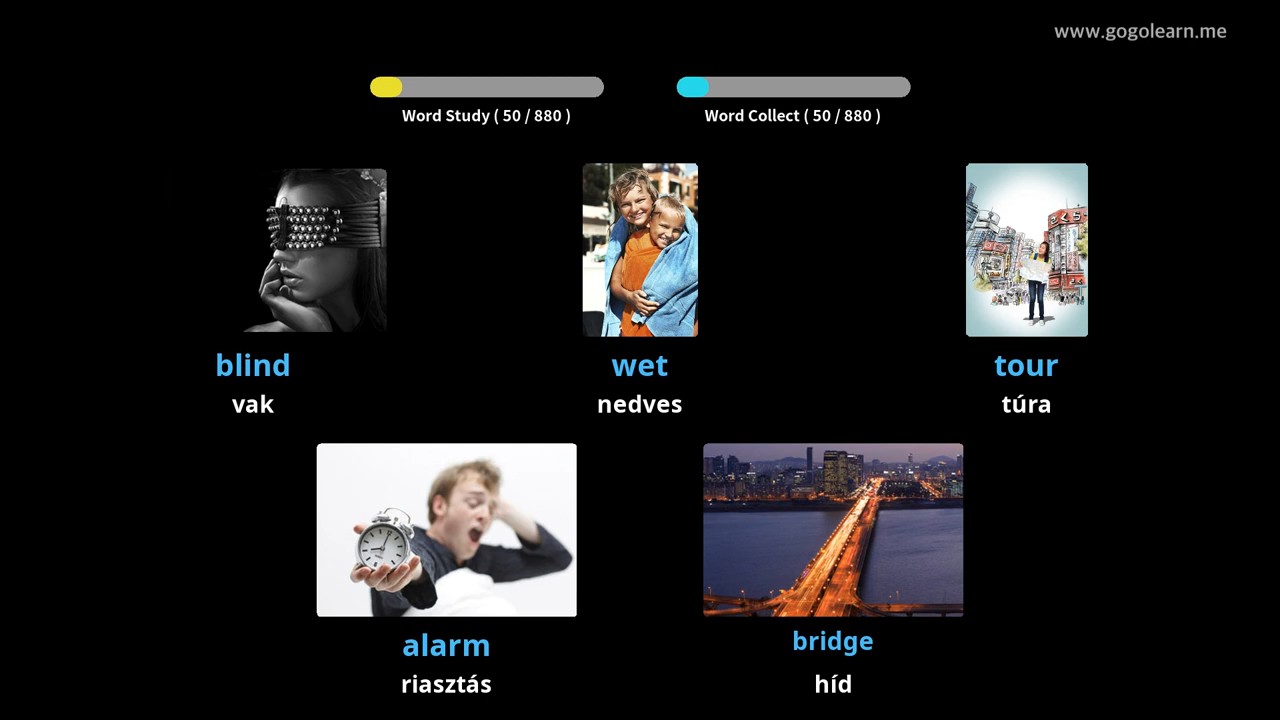 www.gogolearn.me
Word Study ( 50 / 880 )
Word Collect ( 50 / 880 )
blind
vak
wet
nedves
tour
túra
alarm
riasztás
bridge
híd